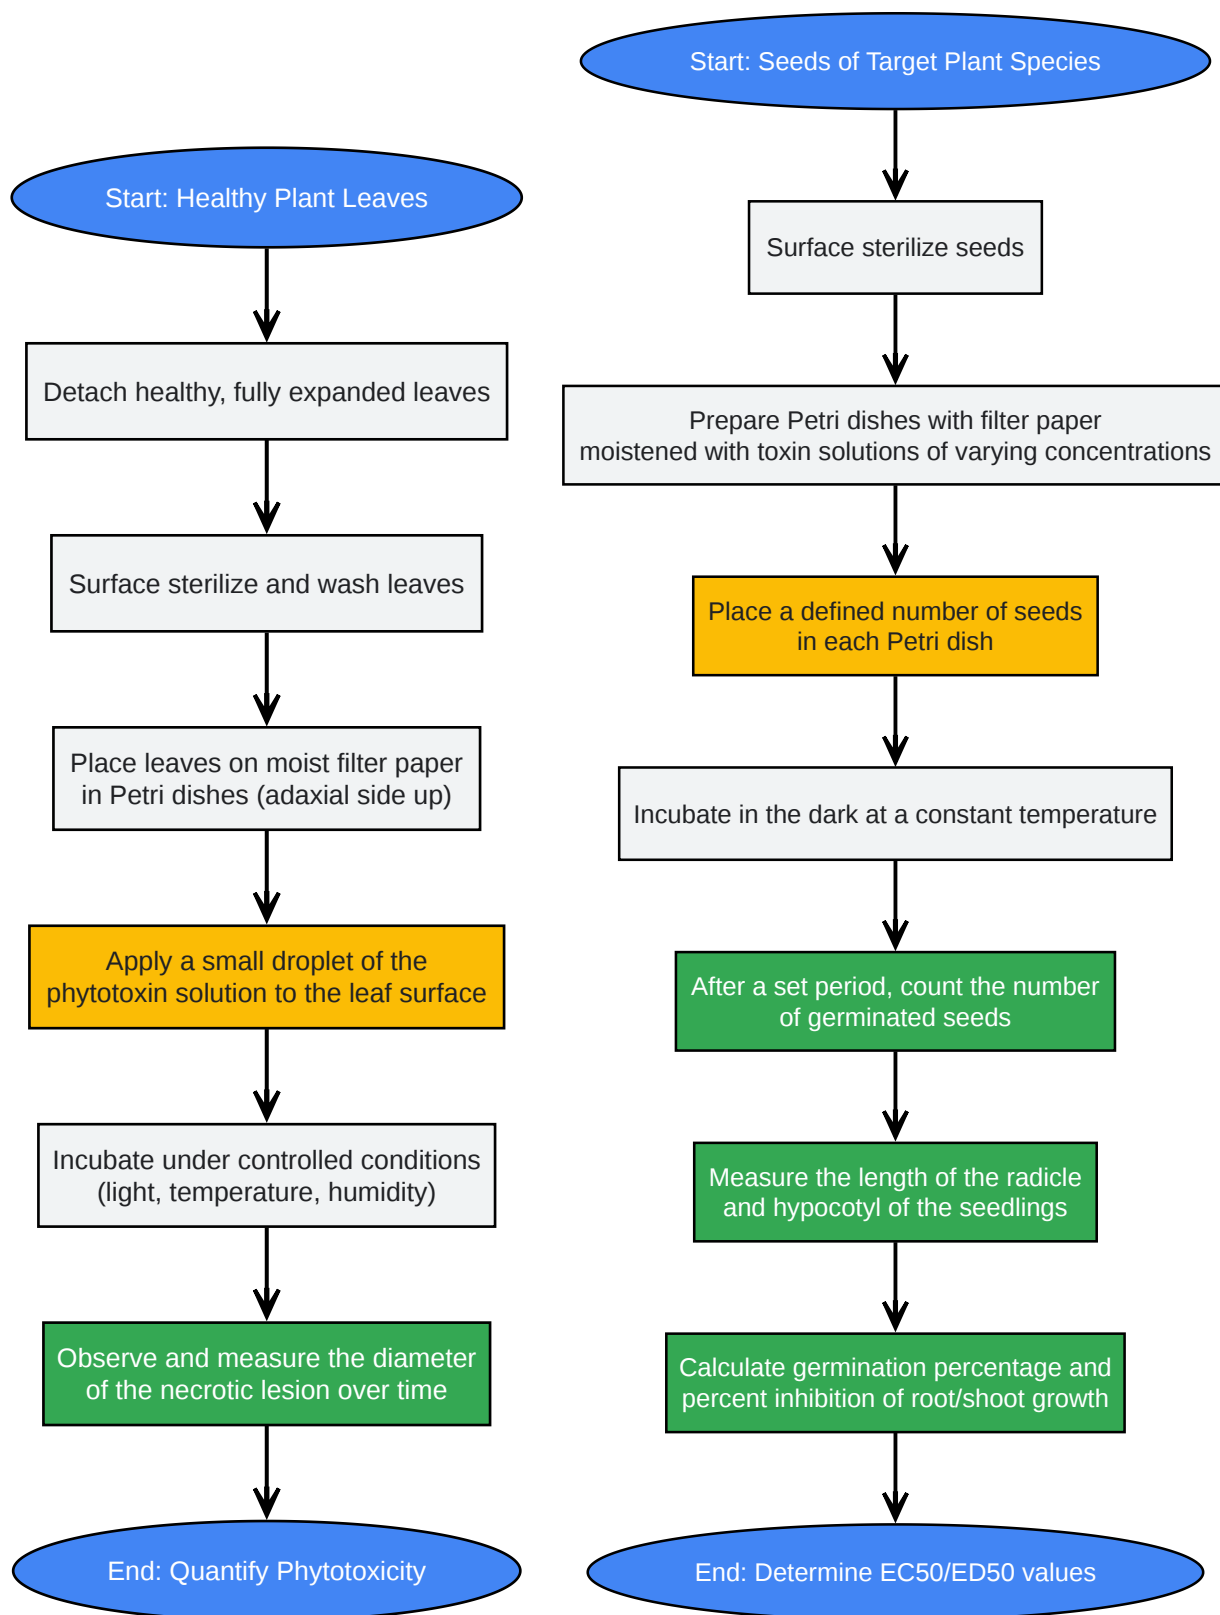 Start: Healthy Plant Leaves
Detach healthy, fully expanded leaves
Surface sterilize and wash leaves
Place leaves on moist filter paper
in Petri dishes (adaxial side up)
Apply a small droplet of the
phytotoxin solution to the leaf surface
Incubate under controlled conditions
(light, temperature, humidity)
Observe and measure the diameter
of the necrotic lesion over time
End: Quantify Phytotoxicity
Start: Seeds of Target Plant Species
Surface sterilize seeds
Prepare Petri dishes with filter paper
moistened with toxin solutions of varying concentrations
Place a defined number of seeds
in each Petri dish
Incubate in the dark at a constant temperature
After a set period, count the number
of germinated seeds
Measure the length of the radicle
and hypocotyl of the seedlings
Calculate germination percentage and
percent inhibition of root/shoot growth
End: Determine EC50/ED50 values